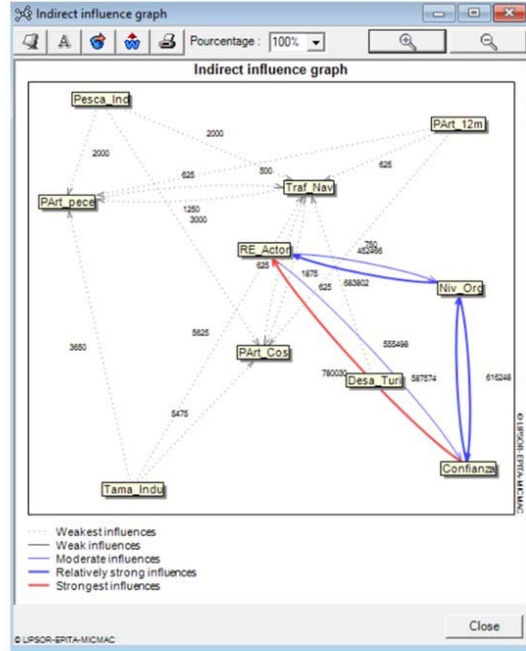 Indirect influence graph
A
Pourcentage : 100%
Indirect influence graph
Pesca_Ind
PArt_12m
2000
2000
625
625
500
Traf_Nav
PArt_pece
1250
3000
RE_Actor
750
452466
625
1875
683802
625
Niv_Org
5625
3650
PArt_Cos
555498
780030
Desa_Turi
587574
616248
5475
Confianza
Tama_Indu
© LIPSOR-EPITA-MICMAC
Weakest influences
Weak influences
Moderate influences
Relatively strong influences
Strongest influences
Close
© LIPSOR-EPITA-MICMAC